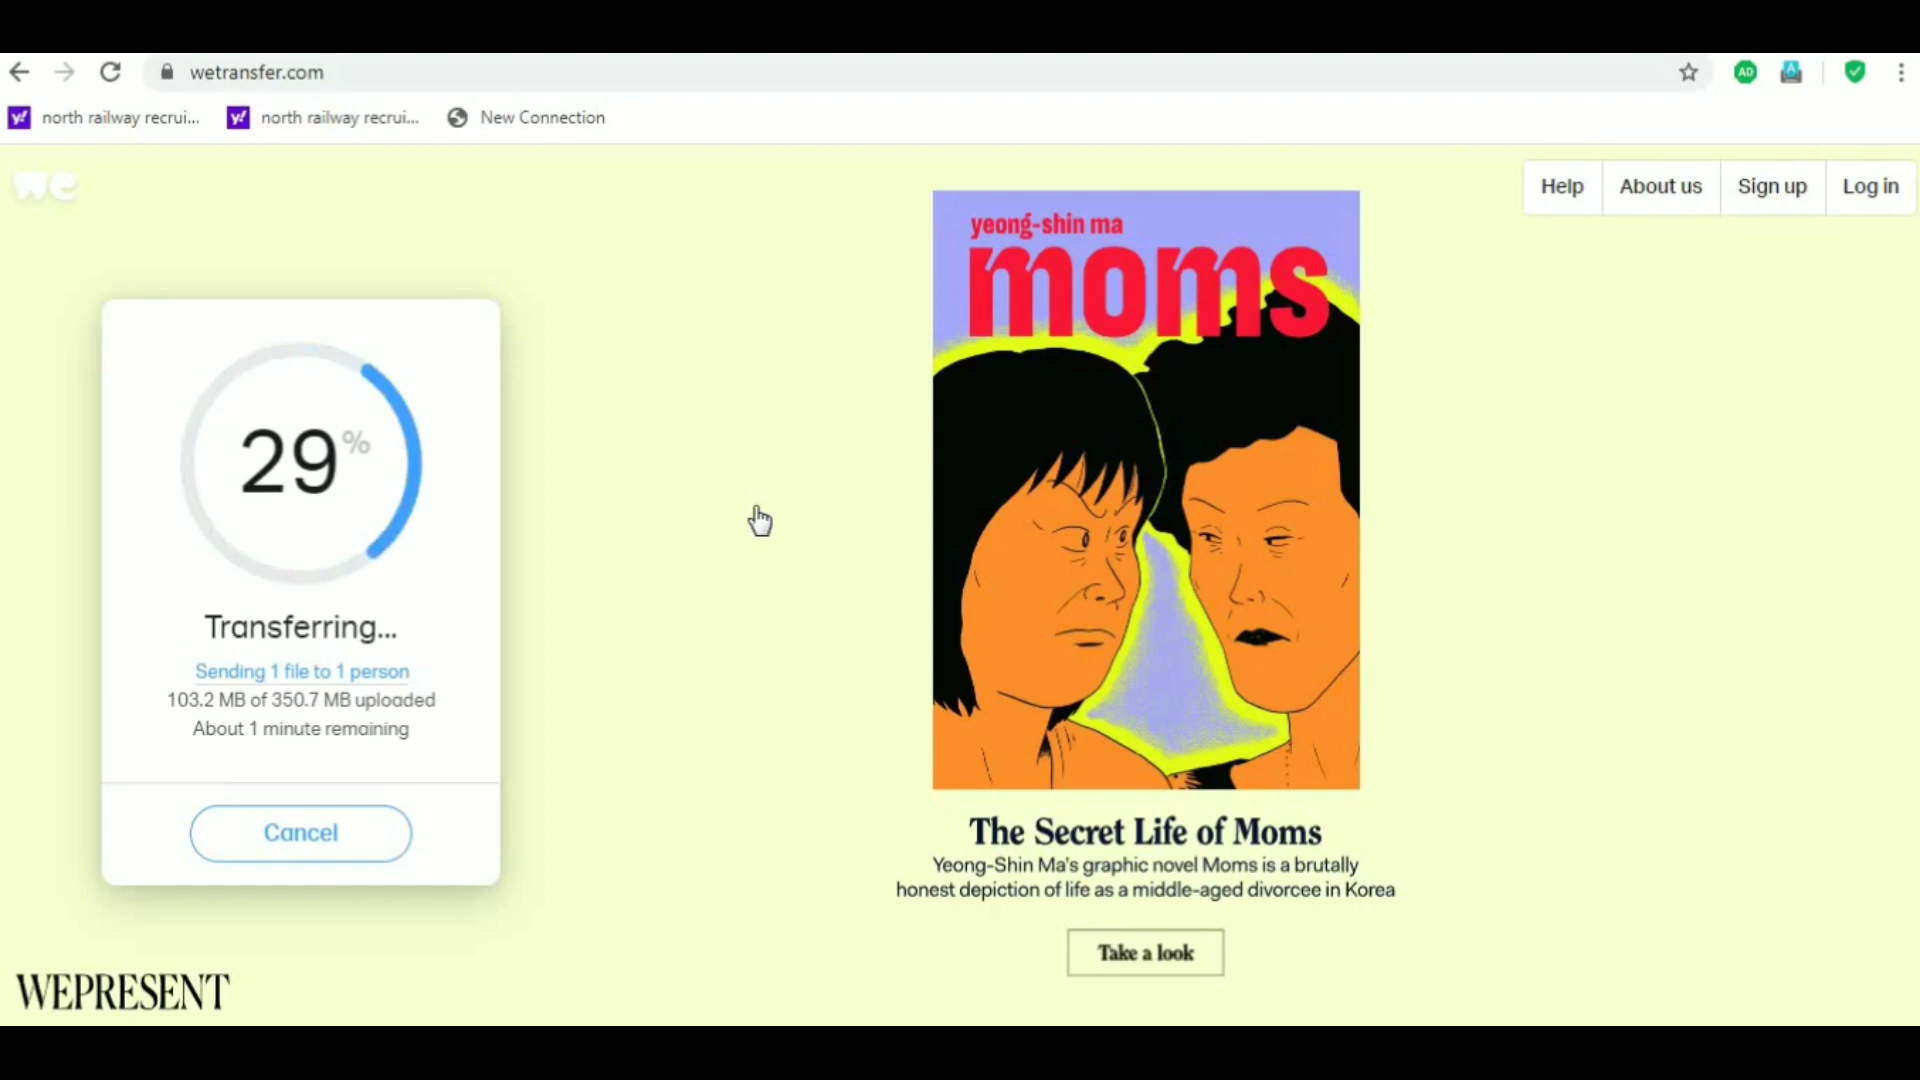 wetransfer.com
AD
y! north railway recrui...
y! north railway recrui...
New Connection
we
Help
About us
Sign up
Log in
yeong-shin ma
moms
29%
Transferring...
Sending 1 file to 1 person
103.2 MB of 350.7 MB uploaded
About 1 minute remaining
Cancel
The Secret Life of Moms
Yeong-Shin Ma's graphic novel Moms is a brutally
honest depiction of life as a middle-aged divorcee in Korea
Take a look
WEPRESENT